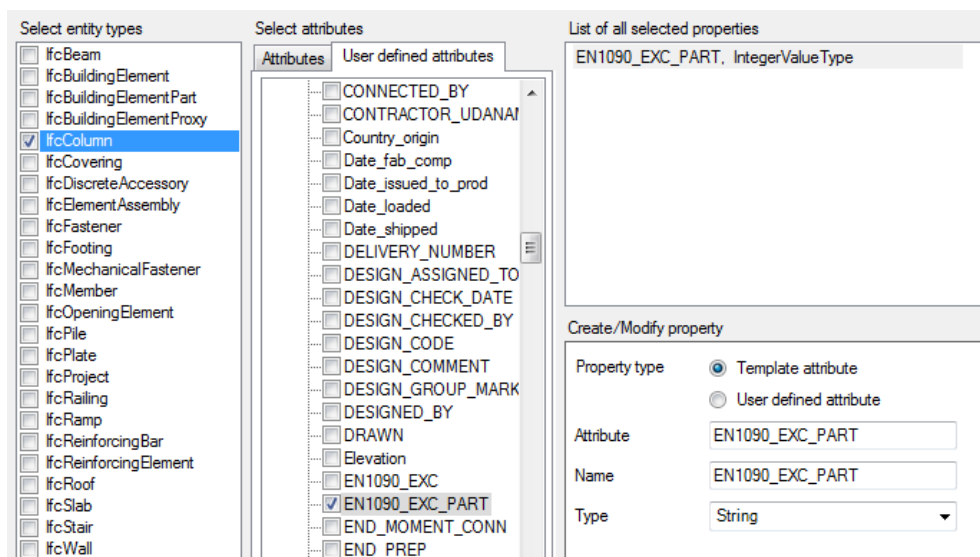 Select entity types
IfcBeam
IfcBuildingElement
IfcBuildingElementPart
IfcBuildingElementProxy
IfcColumn
IfcCovering
IfcDiscreteAccessory
IfcElementAssembly
IfcFastener
IfcFooting
IfcMechanicalFastener
IfcMember
IfcOpeningElement
IfcPile
IfcPlate
IfcProject
IfcRailing
IfcRamp
IfcReinforcingBar
IfcReinforcingElement
IfcRoof
IfcSlab
IfcStair
IfcWall
Select attributes
Attributes User defined attributes
CONNECTED_BY
CONTRACTOR_UDANAM
Country_origin
Date_fab_comp
Date_issued_to_prod
Date_loaded
Date_shipped
DELIVERY_NUMBER
DESIGN_ASSIGNED_TO
DESIGN_CHECK_DATE
DESIGN_CHECKED_BY
DESIGN_CODE
DESIGN_COMMENT
DESIGN_GROUP_MARK
DESIGNED_BY
DRAWN
Elevation
EN1090_EXC
EN1090_EXC_PART
END_MOMENT_CONN
END_PREP
List of all selected properties
EN1090_EXC_PART, IntegerValueType
Create/Modify property
Property type Template attribute
User defined attribute
Attribute EN1090_EXC_PART
Name EN1090_EXC_PART
Type String